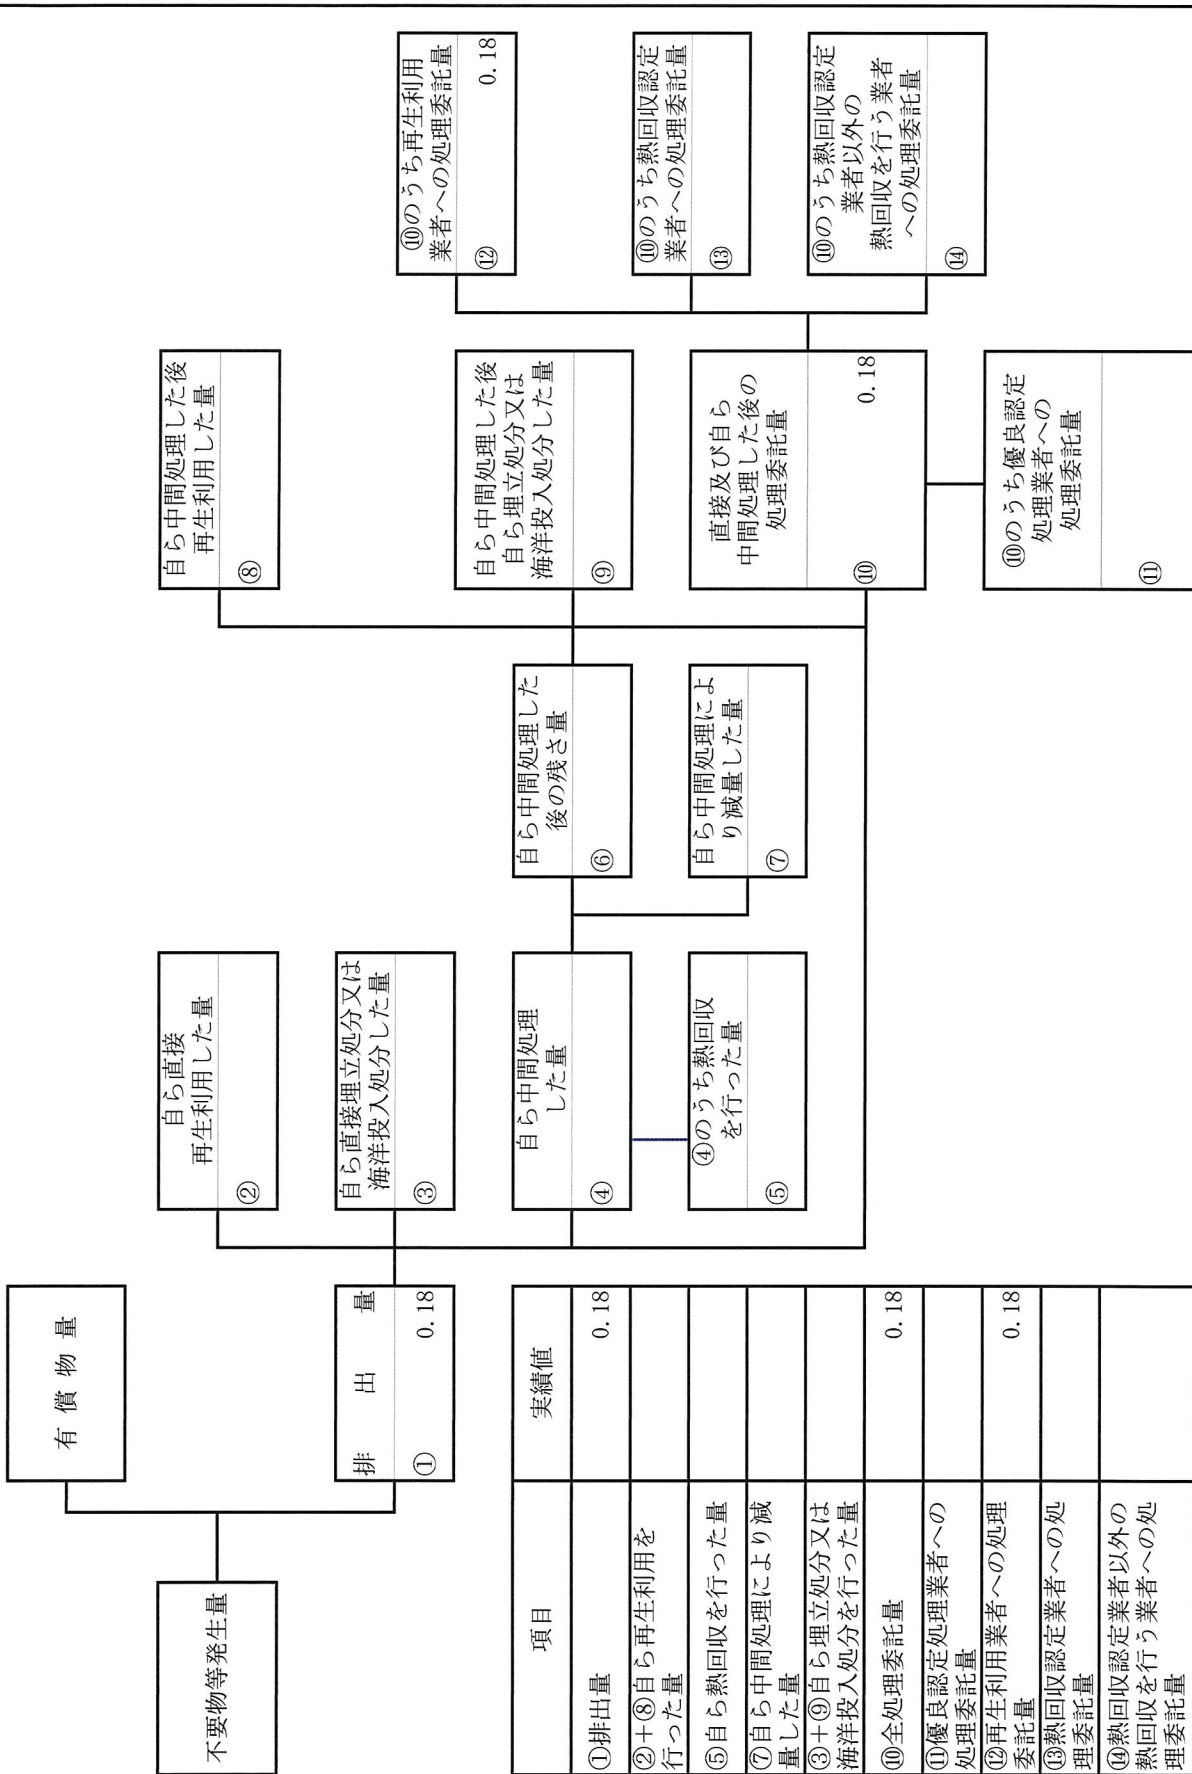 不要物等発生量
有償物量
排出量
① 0.18
自ら直接
再生利用した量
②
自ら直接埋立処分又は
海洋投入処分した量
③
自ら中間処理
した量
④
④のうち熱回収
を行った量
⑤
自ら中間処理した
後の残さ量
⑥
自ら中間処理によ
り減量した量
⑦
自ら中間処理した後
再生利用した量
⑧
自ら中間処理した後
自ら埋立処分又は
海洋投入処分した量
⑨
直接及び自ら
中間処理した後の
処理委託量
⑩ 0.18
⑩のうち優良認定
処理業者への
処理委託量
⑪
⑩のうち再生利用
業者への処理委託量
⑫ 0.18
⑩のうち熱回収認定
業者への処理委託量
⑬
⑩のうち熱回収認定
業者以外の
熱回収を行う業者
への処理委託量
⑭
項目 実績値
①排出量 0.18
②+⑧自ら再生利用を
行った量
⑤自ら熱回収を行った量
⑦自ら中間処理により減
量した量
③+⑨自ら埋立処分又は
海洋投入処分を行った量
⑩全処理委託量 0.18
⑪優良認定処理業者への
処理委託量
⑫再生利用業者への処理
委託量 0.18
⑬熱回収認定業者への処
理委託量
⑭熱回収認定業者以外の
熱回収を行う業者への処
理委託量